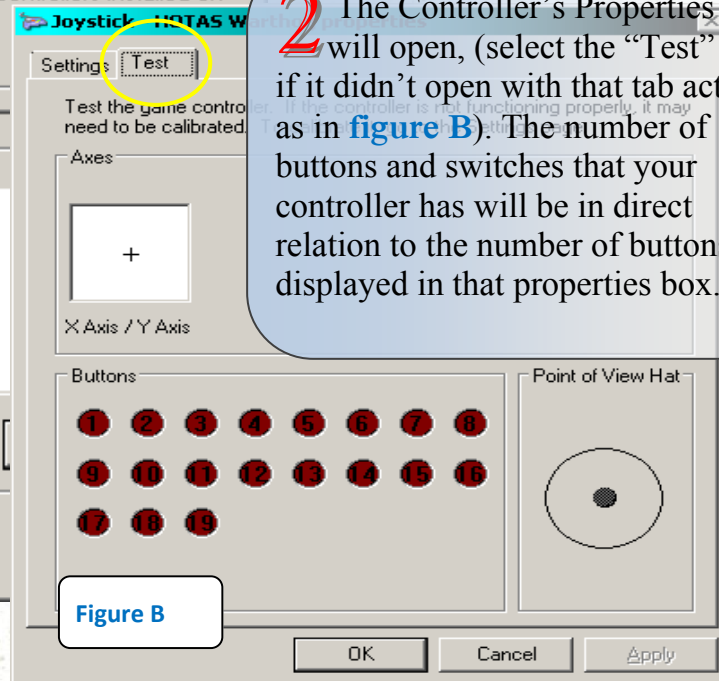 Joystick - HOTAS Warthog properties
2 The Controller's Properties
will open, (select the “Test”
if it didn’t open with that tab act
as in figure B). The number of
buttons and switches that your
controller has will be in direct
relation to the number of button
displayed in that properties box.
Settings Test
Test the game controller. If the controller is not functioning properly, it may
need to be calibrated. Settings page
Axes
X Axis / Y Axis
Buttons
1 2 3 4 5 6 7 8
9 10 11 12 13 14 15 16
17 18 19
Point of View Hat
Figure B
OK Cancel Apply